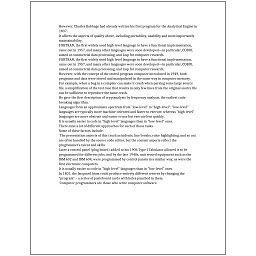 However, Charles Babbage had already written his first program for the Analytical Engine in
1837.
It affects the aspects of quality above, including portability, usability and most importantly
maintainability.
FORTRAN, the first widely used high-level language to have a functional implementation,
came out in 1957, and many other languages were soon developed—in particular, COBOL
aimed at commercial data processing, and Lisp for computer research.
FORTRAN, the first widely used high-level language to have a functional implementation,
came out in 1957, and many other languages were soon developed—in particular, COBOL
aimed at commercial data processing, and Lisp for computer research.
However, with the concept of the stored-program computer introduced in 1949, both
programs and data were stored and manipulated in the same way in computer memory.
For example, when a bug in a compiler can make it crash when parsing some large source
file, a simplification of the test case that results in only few lines from the original source file
can be sufficient to reproduce the same crash.
He gave the first description of cryptanalysis by frequency analysis, the earliest code-
breaking algorithm.
Languages form an approximate spectrum from "low-level" to "high-level"; "low-level"
languages are typically more machine-oriented and faster to execute, whereas "high-level"
languages are more abstract and easier to use but execute less quickly.
It is usually easier to code in "high-level" languages than in "low-level" ones.
There exist a lot of different approaches for each of those tasks.
Some of these factors include:
The presentation aspects of this (such as indents, line breaks, color highlighting, and so on)
are often handled by the source code editor, but the content aspects reflect the
programmer's talent and skills.
Later a control panel (plug board) added to his 1906 Type I Tabulator allowed it to be
programmed for different jobs, and by the late 1940s, unit record equipment such as the
IBM 602 and IBM 604, were programmed by control panels in a similar way, as were the
first electronic computers.
It is usually easier to code in "high-level" languages than in "low-level" ones.
In 1801, the Jacquard loom could produce entirely different weaves by changing the
"program" – a series of pasteboard cards with holes punched in them.
Computer programmers are those who write computer software.